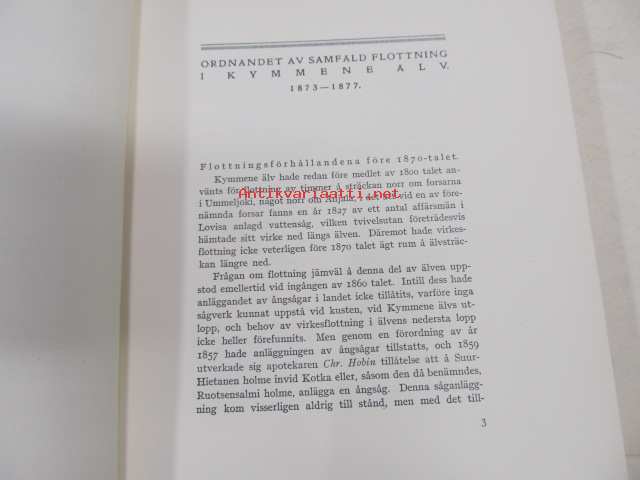 ORDNANDET AV SAMFÄLD FLOTTNING
I KYMMENE ÄLV.
1873—1877.
Flottningsförhållandena före 1870-talet.
Kymmene älv hade redan före medlet av 1800 talet an-
vänts för flottning av timmer å sträckan norr om forsarna
Antikvariaatti.net
i Ummeljoki, något norr om Anjala, i det att vid en av före-
nämnda forsar fanns en år 1827 av ett antal affärsmän i
Lovisa anlagd vattensåg, vilken tvivelsutan företrädesvis
hämtade sitt virke ned längs älven. Däremot hade virkes-
flottning icke veterligen före 1870 talet ägt rum å älvsträc-
kan längre ned.
Frågan om flottning jämväl å denna del av älven upp-
stod emellertid vid ingången av 1860 talet. Intill dess hade
anläggandet av ångsågar i landet icke tillåtits, varföre inga
sågverk kunnat uppstå vid kusten, vid Kymmene älvs ut-
lopp, och behov av virkesflottning i älvens nedersta lopp
icke heller förefunnits. Men genom en förordning av år
1857 hade anläggningen av ångsågar tillstatts, och 1859
utverkade sig apotekaren Chr. Hobin tillåtelse att å Suur-
Hietanen holme invid Kotka eller, såsom den då benämndes,
Ruotsensalmi holme, anlägga en ångsåg. Denna såganlägg-
ning kom visserligen aldrig till stånd, men med det till-
3